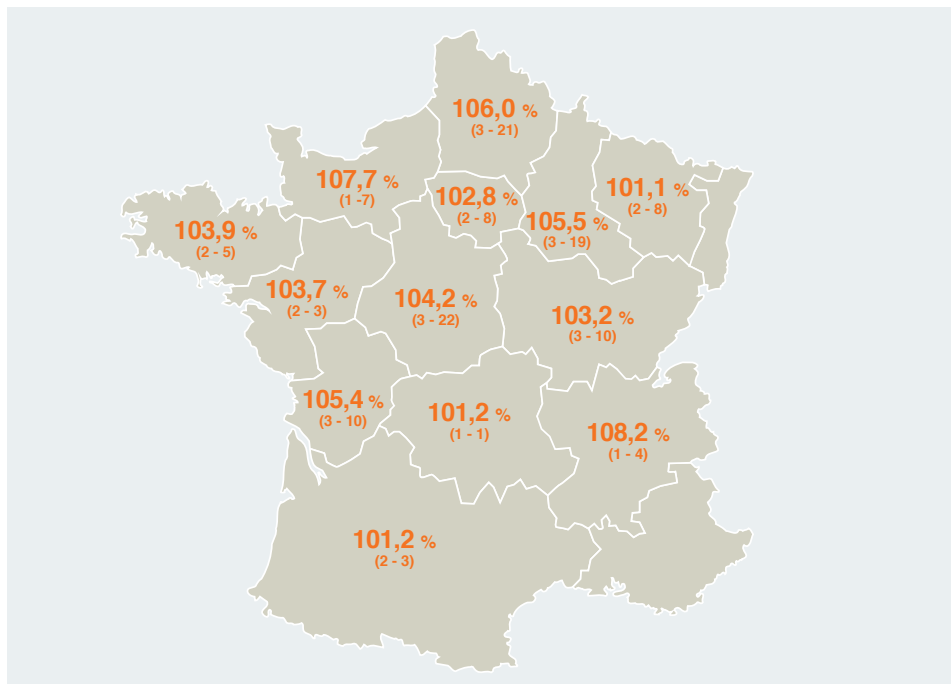 106,0 %
(3 - 21)
107,7 %
(1 -7)
102,8 %
(2 - 8)
101,1 %
(2 - 8)
105,5 %
(3 - 19)
103,9 %
(2 - 5)
103,7 %
(2 - 3)
104,2 %
(3 - 22)
103,2 %
(3 - 10)
105,4 %
(3 - 10)
101,2 %
(1 - 1)
108,2 %
(1 - 4)
101,2 %
(2 - 3)